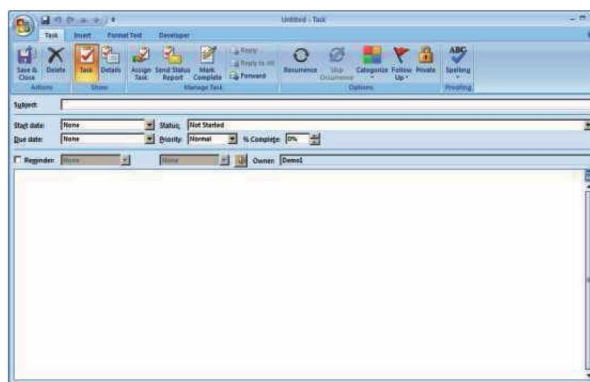 Untitled - Task
Task Insert Format Text Developer
Save & Close Delete Task Details Assign Task Send Status Report Mark Complete Reply Reply to All Forward Recurrence Skip Occurrence Categorize Follow Up Private ABC Spelling
Actions Show Manage Task Options Proofing
Subject:
Start date: None Status: Not Started
Due date: None Priority: Normal % Complete: 0%
Reminder: None None Owner: Demo1